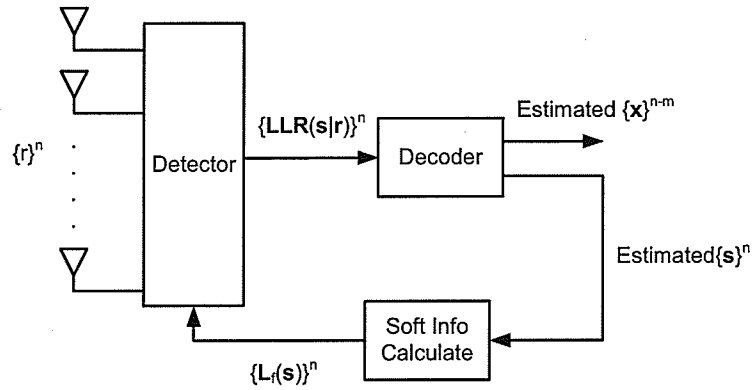 Estimated {x}^n-m
{LLR(s|r)}^n
{r}^n
Detector
Decoder
Estimated{s}^n
Soft Info
Calculate
{L_f(s)}^n